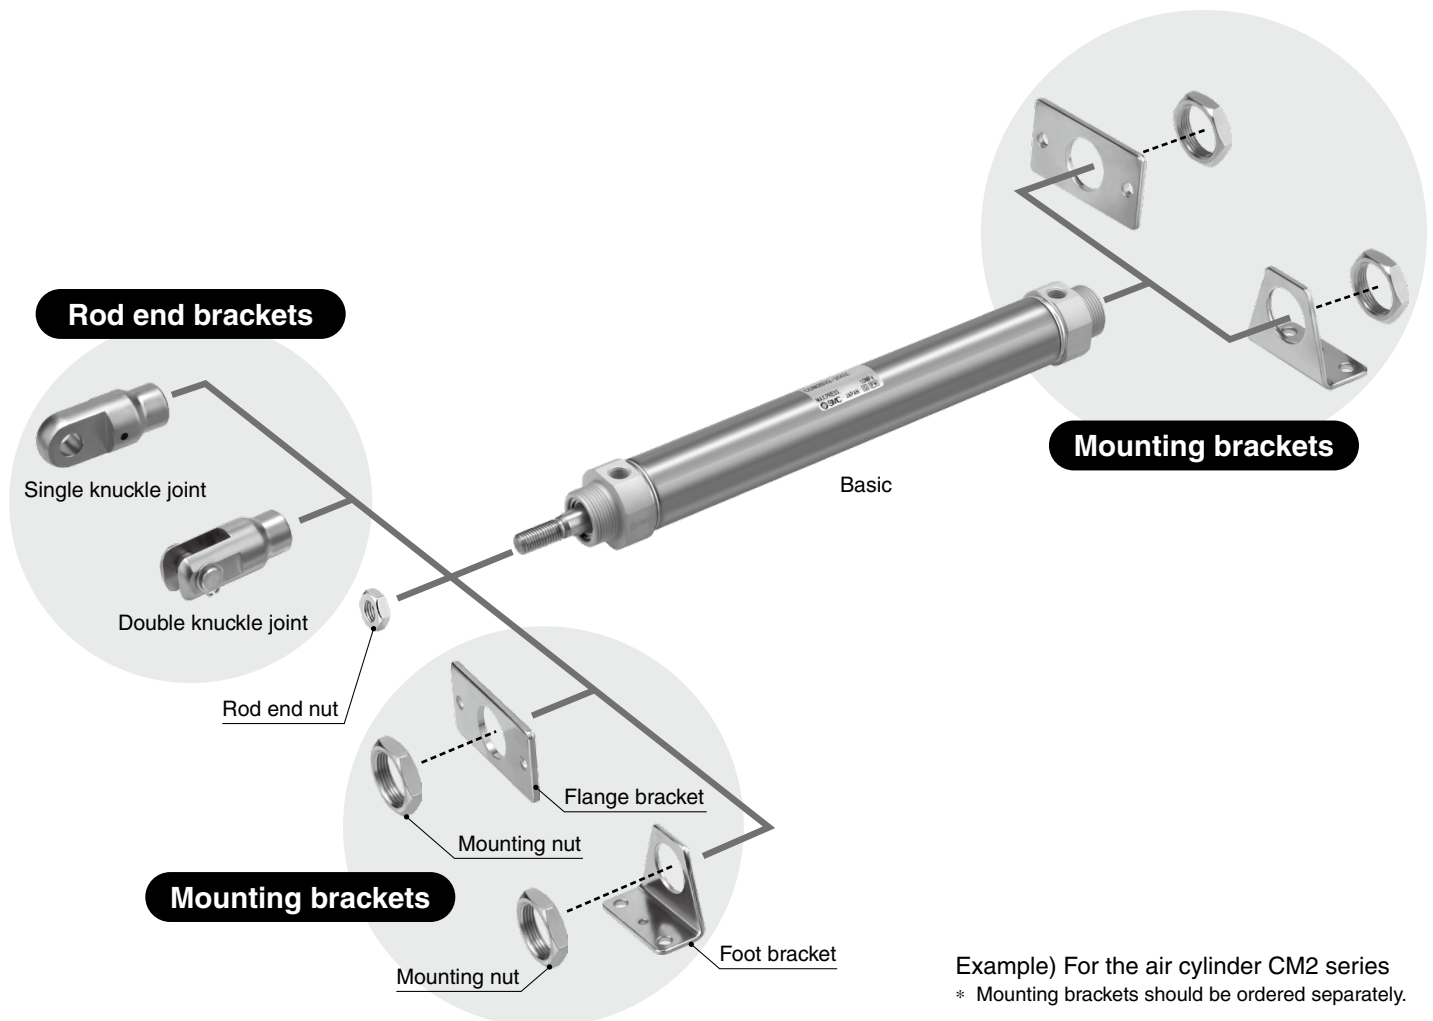 Rod end brackets
Single knuckle joint
Double knuckle joint
Rod end nut
Basic
SMC
JAPAN
Mounting brackets
Flange bracket
Mounting nut
Mounting brackets
Foot bracket
Mounting nut
Example) For the air cylinder CM2 series
* Mounting brackets should be ordered separately.